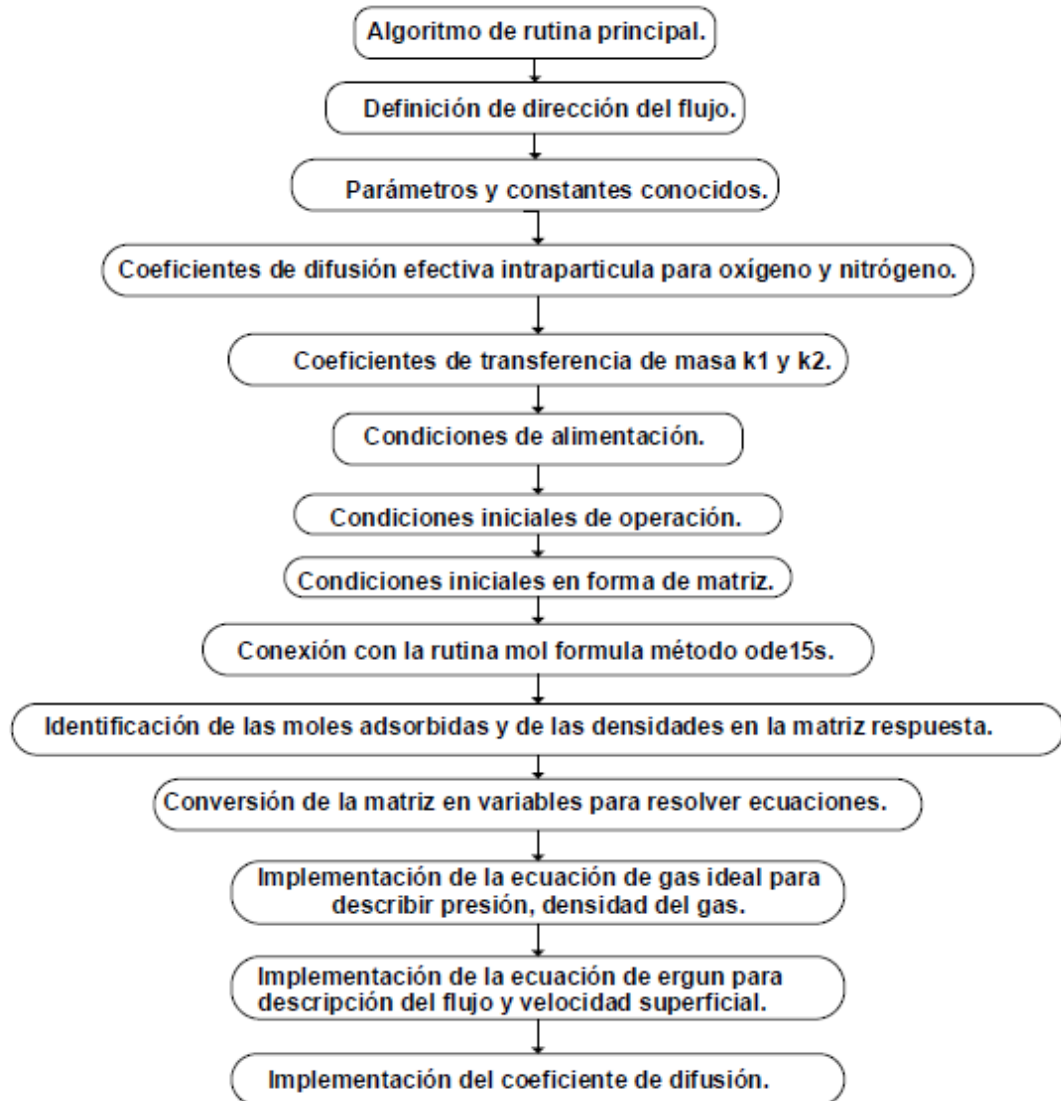 Algoritmo de rutina principal.
Definición de dirección del flujo.
Parámetros y constantes conocidos.
Coeficientes de difusión efectiva intraparticula para oxígeno y nitrógeno.
Coeficientes de transferencia de masa k1 y k2.
Condiciones de alimentación.
Condiciones iniciales de operación.
Condiciones iniciales en forma de matriz.
Conexión con la rutina mol formula método ode15s.
Identificación de las moles adsorbidas y de las densidades en la matriz respuesta.
Conversión de la matriz en variables para resolver ecuaciones.
Implementación de la ecuación de gas ideal para
describir presión, densidad del gas.
Implementación de la ecuación de ergun para
descripción del flujo y velocidad superficial.
Implementación del coeficiente de difusión.